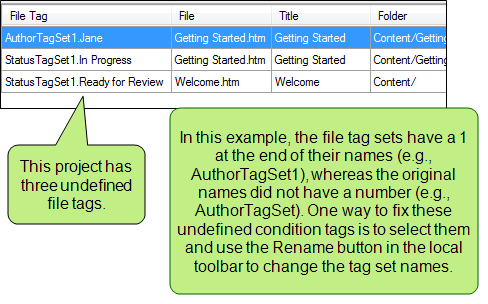 File Tag File Title Folder
AuthorTagSet1.Jane Getting Started.htm Getting Started Content/Getting
StatusTagSet1.In Progress Getting Started.htm Getting Started Content/Getting
StatusTagSet1.Ready for Review Welcome.htm Welcome Content/
This project has
three undefined
file tags.
In this example, the file tag sets have a 1
at the end of their names (e.g.,
AuthorTagSet1), whereas the original
names did not have a number (e.g.,
AuthorTagSet). One way to fix these
undefined condition tags is to select them
and use the Rename button in the local
toolbar to change the tag set names.